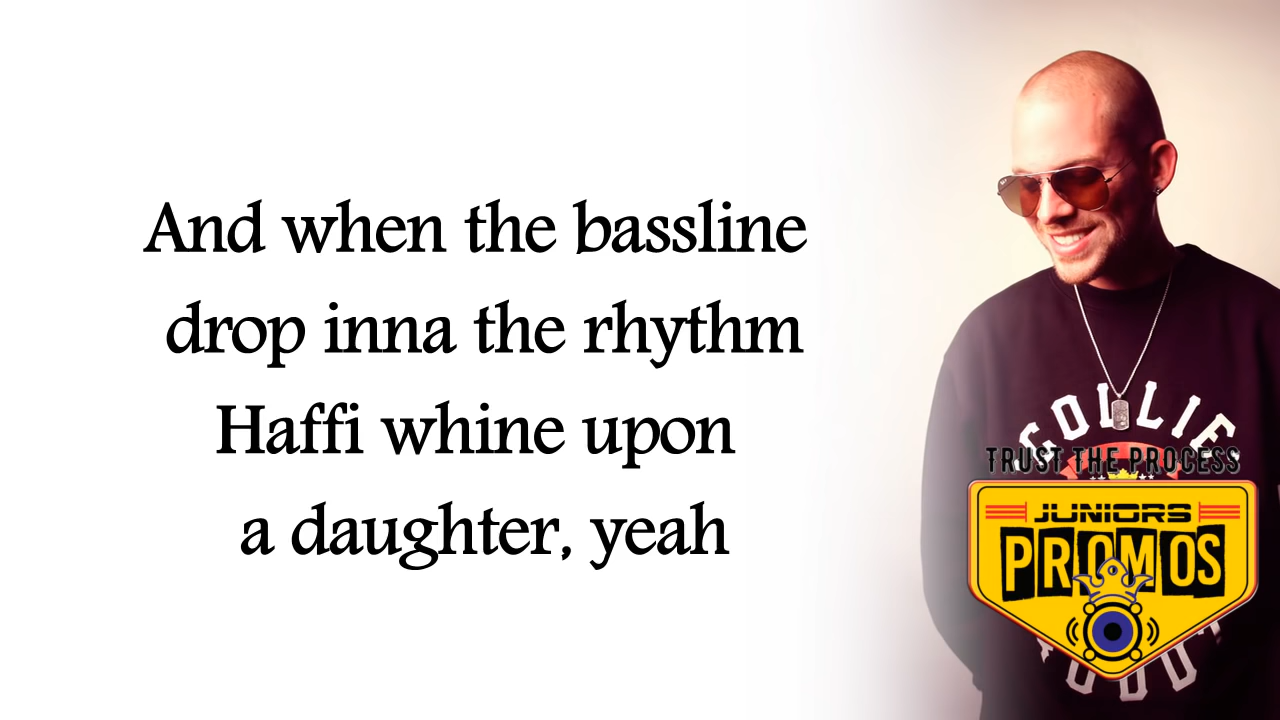 And when the bassline
drop inna the rhythm
Haffi whine upon
a daughter, yeah
COLLIE
TRUST THE PROCESS
JUNIORS
PROMOS